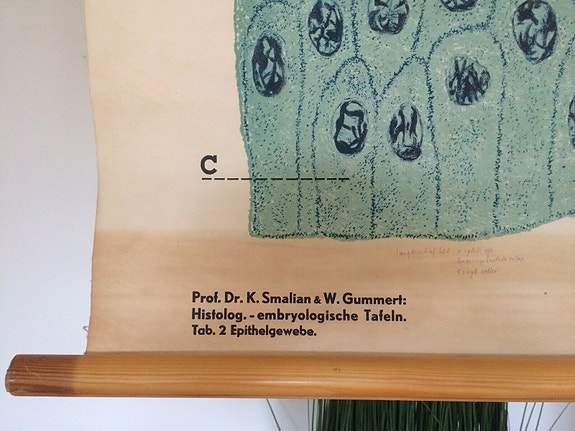 C
Prof. Dr. K. Smalian & W. Gummert:
Histolog. - embryologische Tafeln.
Tab. 2 Epithelgewebe.